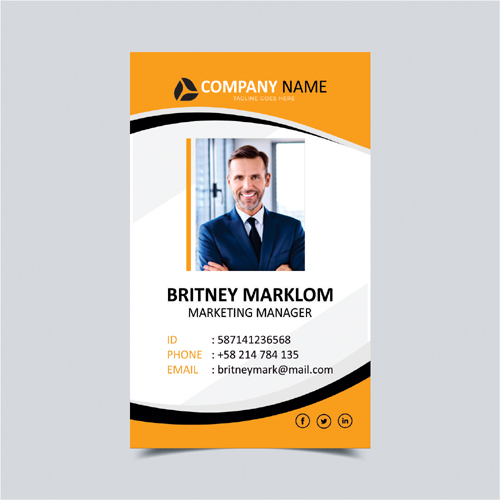 COMPANY NAME
TAGLINE GOES HERE
BRITNEY MARKLOM
MARKETING MANAGER
ID : 587141236568
PHONE : +58 214 784 135
EMAIL : britneymark@mail.com